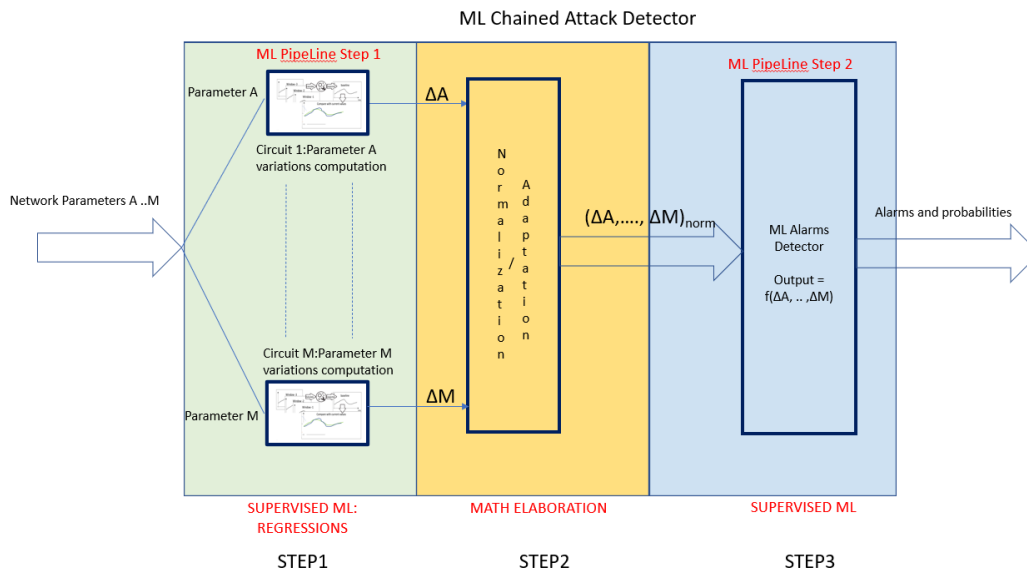 ML Chained Attack Detector
ML PipeLine Step 1
ML PipeLine Step 2
Parameter A
ΔA
Circuit 1:Parameter A
variations computation
Network Parameters A ..M
Normalization
/
Adaptation
(ΔA,...., ΔM)norm
ML Alarms
Detector
Output =
f(ΔA, .. ,ΔM)
Alarms and probabilities
Circuit M:Parameter M
variations computation
Parameter M
ΔM
SUPERVISED ML:
REGRESSIONS
MATH ELABORATION
SUPERVISED ML
STEP1
STEP2
STEP3